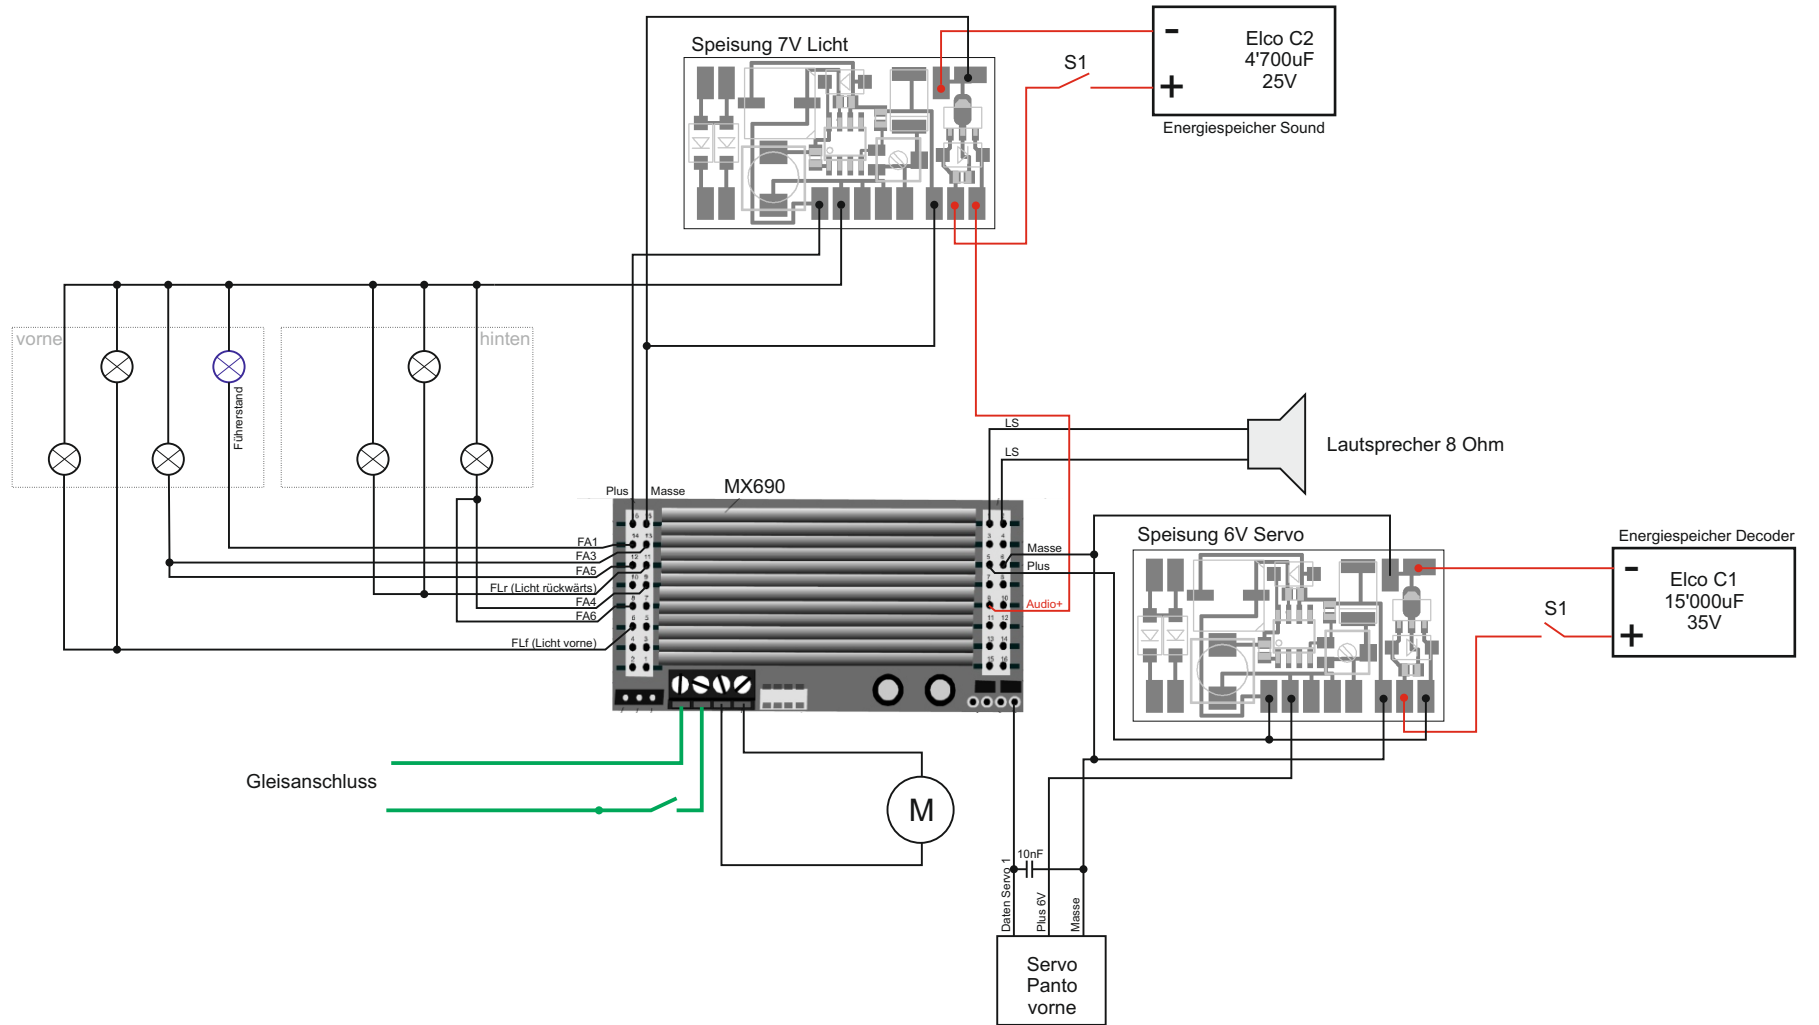 Speisung 7V Licht
S1
-
+
Elco C2
4'700uF
25V
Energiespeicher Sound
vorne
hinten
Führerstand
LS
LS
Lautsprecher 8 Ohm
Plus
Masse
MX690
FA1
FA3
FA5
FLr (Licht rückwärts)
FA4
FA6
FLf (Licht vorne)
Masse
Plus
Audio+
Speisung 6V Servo
Energiespeicher Decoder
-
+
Elco C1
15'000uF
35V
S1
Gleisanschluss
M
10nF
Daten Servo 1
Plus 6V
Masse
Servo
Panto
vorne